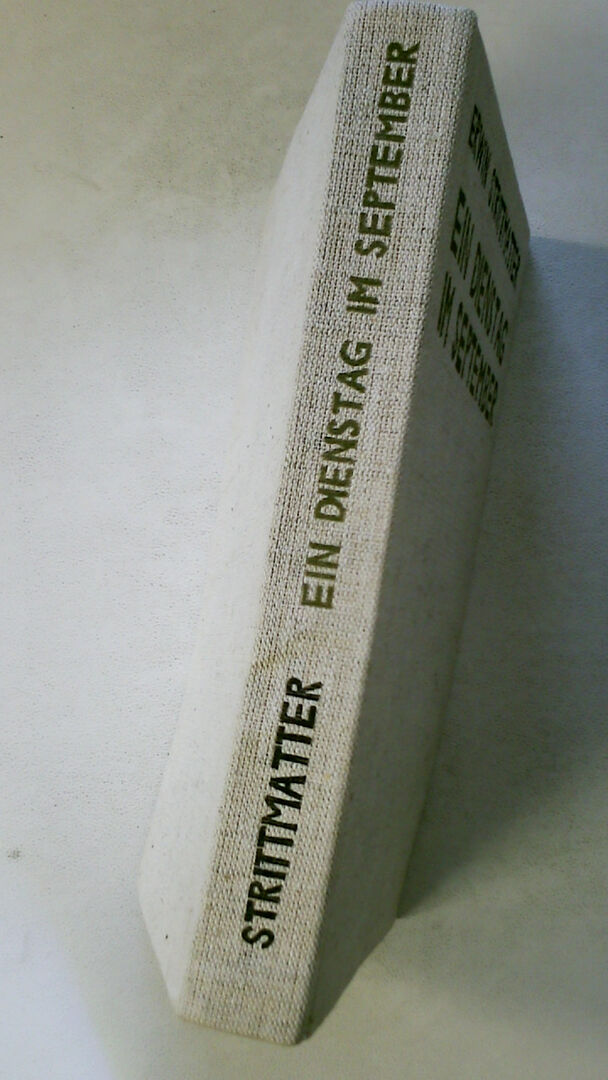 STRITTMATTER EIN DIENSTAG IM SEPTEMBER
ERWIN STRITTMATTER
EIN DIENSTAG
IM SEPTEMBER